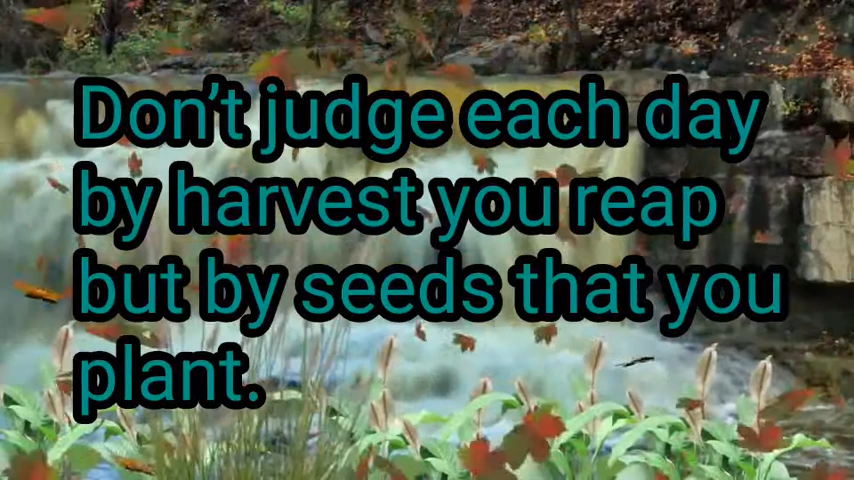 Don’t judge each day
by harvest you reap
but by seeds that you
plant.